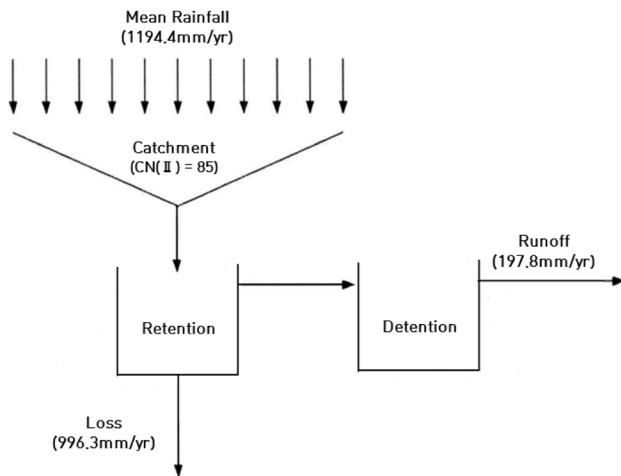 Mean Rainfall
(1194.4mm/yr)
Catchment
(CN(Ⅱ) = 85)
Runoff
(197.8mm/yr)
Retention
Detention
Loss
(996.3mm/yr)